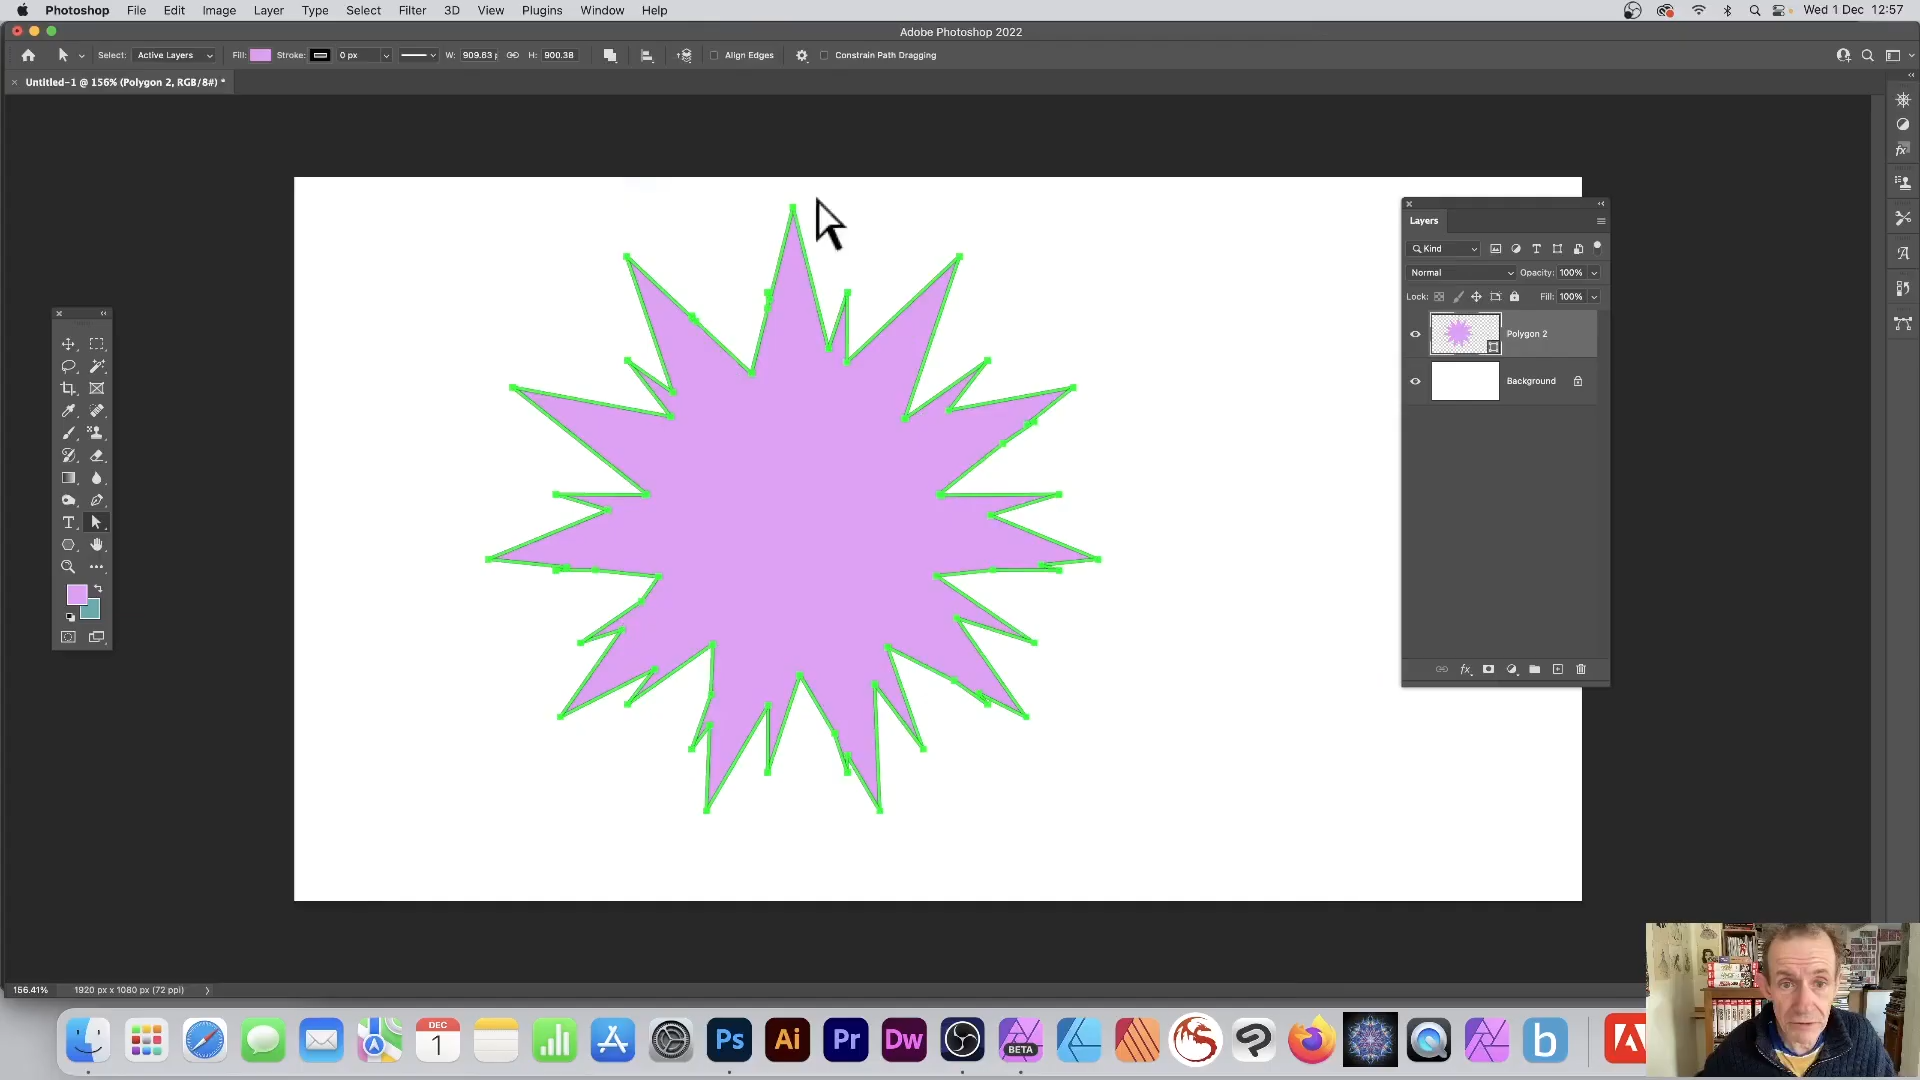 Photoshop File Edit Image Layer Type Select Filter 3D View Plugins Window Help Wed 1 Dec 12:57
Adobe Photoshop 2022
Select: Active Layers Fill: Stroke: 0 px W: 909.63 p H: 900.38 Align Edges Constrain Path Dragging
Untitled-1 @ 156% (Polygon 2, RGB/8#) *
Layers
Kind
Normal Opacity: 100%
Lock: Fill: 100%
Polygon 2
Background
fx
156.41% 1920 px x 1080 px (72 ppi)
DEC
1
Ps
Ai
Pr
Dw
BETA
b